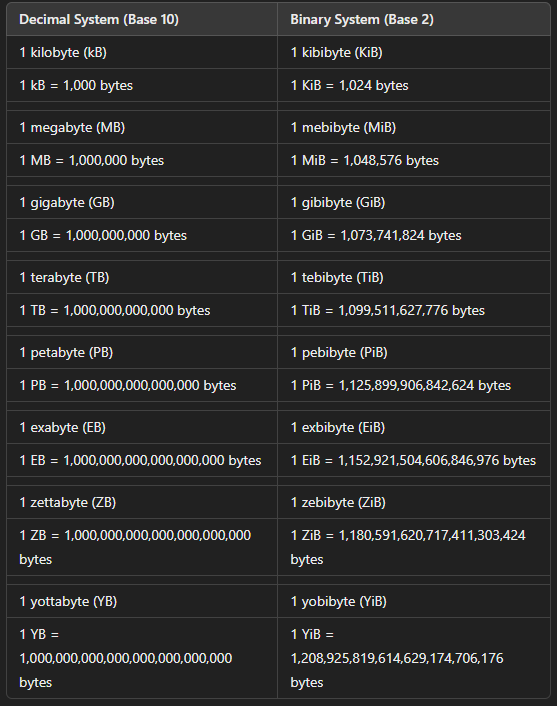 Decimal System (Base 10) Binary System (Base 2)
1 kilobyte (kB) 1 kibibyte (KiB)
1 kB = 1,000 bytes 1 KiB = 1,024 bytes
1 megabyte (MB) 1 mebibyte (MiB)
1 MB = 1,000,000 bytes 1 MiB = 1,048,576 bytes
1 gigabyte (GB) 1 gibibyte (GiB)
1 GB = 1,000,000,000 bytes 1 GiB = 1,073,741,824 bytes
1 terabyte (TB) 1 tebibyte (TiB)
1 TB = 1,000,000,000,000 bytes 1 TiB = 1,099,511,627,776 bytes
1 petabyte (PB) 1 pebibyte (PiB)
1 PB = 1,000,000,000,000,000 bytes 1 PiB = 1,125,899,906,842,624 bytes
1 exabyte (EB) 1 exbibyte (EiB)
1 EB = 1,000,000,000,000,000,000 bytes 1 EiB = 1,152,921,504,606,846,976 bytes
1 zettabyte (ZB) 1 zebibyte (ZiB)
1 ZB = 1,000,000,000,000,000,000,000 1 ZiB = 1,180,591,620,717,411,303,424
bytes bytes
1 yottabyte (YB) 1 yobibyte (YiB)
1 YB = 1 YiB =
1,000,000,000,000,000,000,000,000 1,208,925,819,614,629,174,706,176
bytes bytes